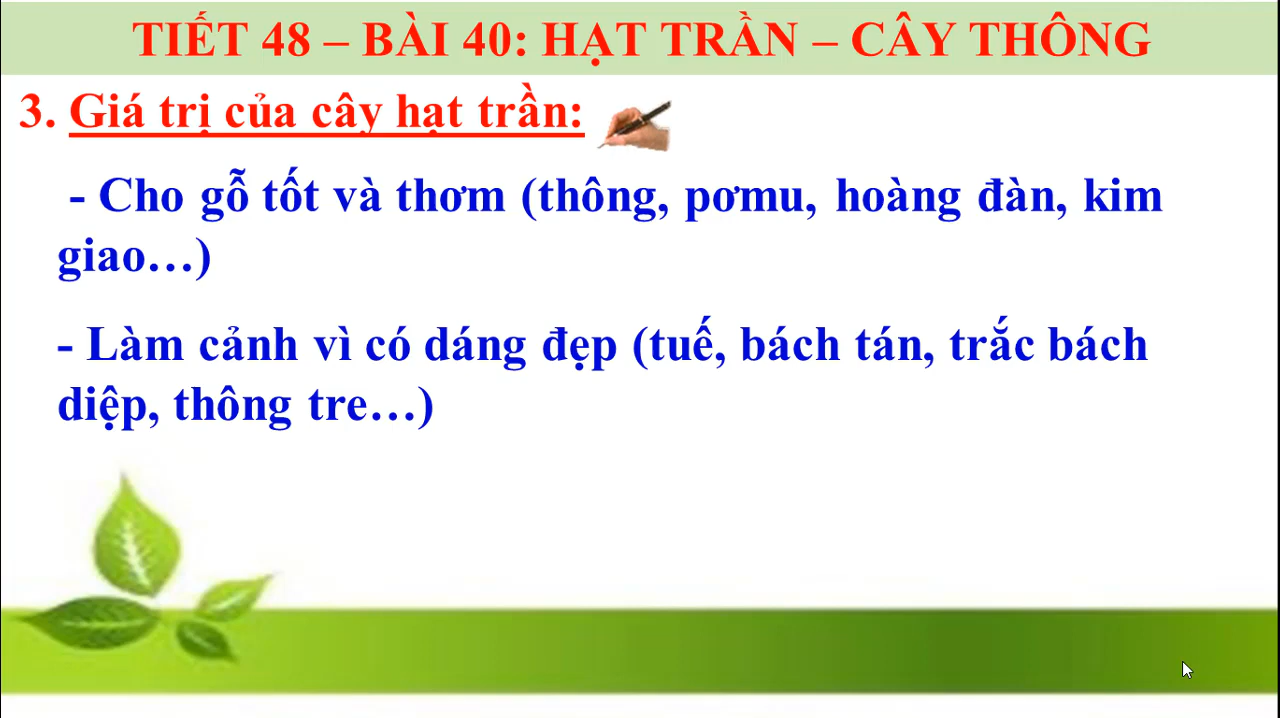 TIẾT 48 – BÀI 40: HẠT TRẦN – CÂY THÔNG
3. Giá trị của cây hạt trần:
- Cho gỗ tốt và thơm (thông, pơmu, hoàng đàn, kim
giao…)
- Làm cảnh vì có dáng đẹp (tuế, bách tán, trắc bách
diệp, thông tre…)